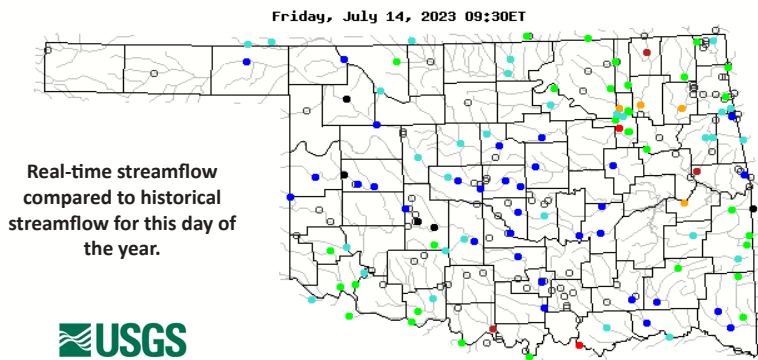 Friday, July 14, 2023 09:30ET
Real-time streamflow
compared to historical
streamflow for this day of
the year.
USGS